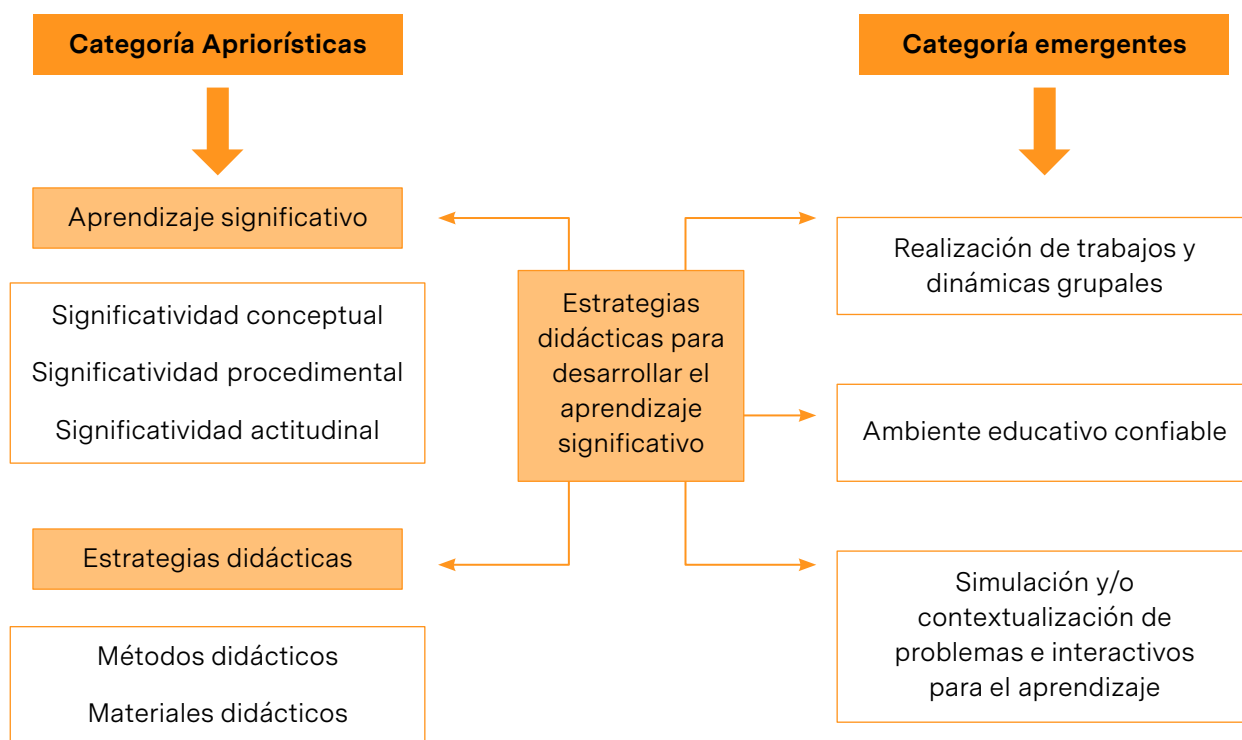 Categoría Apriorísticas
Aprendizaje significativo
Significatividad conceptual
Significatividad procedimental
Significatividad actitudinal
Estrategias didácticas
Métodos didácticos
Materiales didácticos
Estrategias
didácticas para
desarrollar el
aprendizaje
significativo
Categoría emergentes
Realización de trabajos y
dinámicas grupales
Ambiente educativo confiable
Simulación y/o
contextualización de
problemas e interactivos
para el aprendizaje